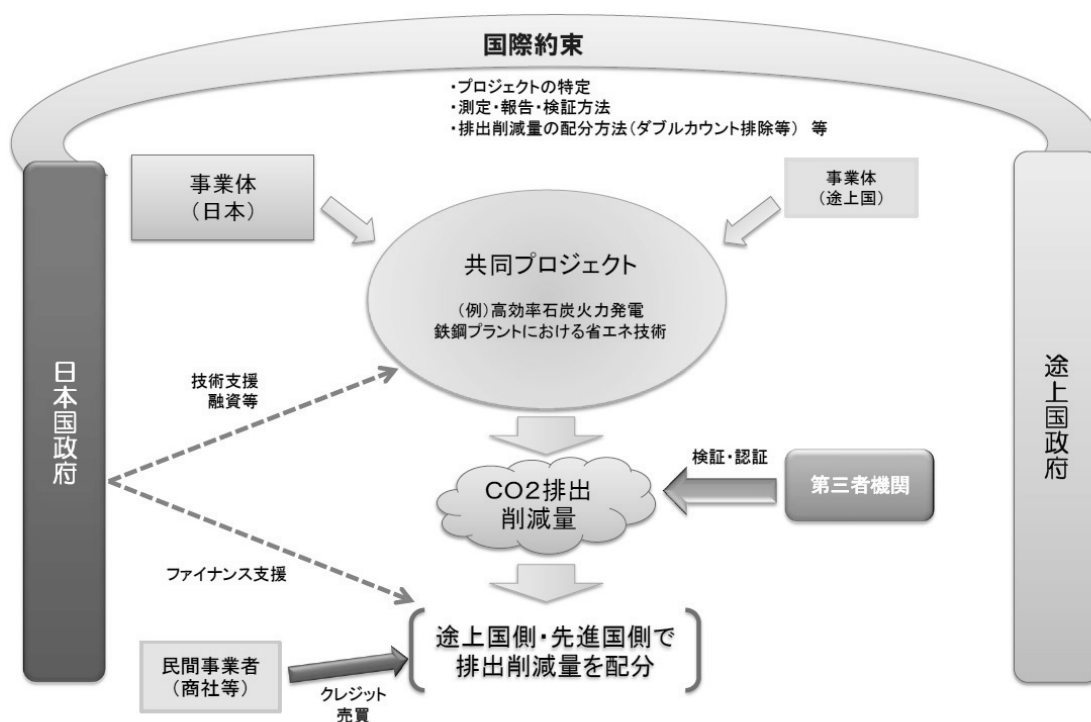 国際約束
・プロジェクトの特定
・測定・報告・検証方法
・排出削減量の配分方法(ダブルカウント排除等) 等
事業体
(日本)
事業体
(途上国)
共同プロジェクト
(例)高効率石炭火力発電
鉄鋼プラントにおける省エネ技術
日本国政府
途上国政府
技術支援
融資等
検証・認証
第三者機関
CO2排出
削減量
ファイナンス支援
途上国側・先進国側で
排出削減量を配分
民間事業者
(商社等)
クレジット
売買